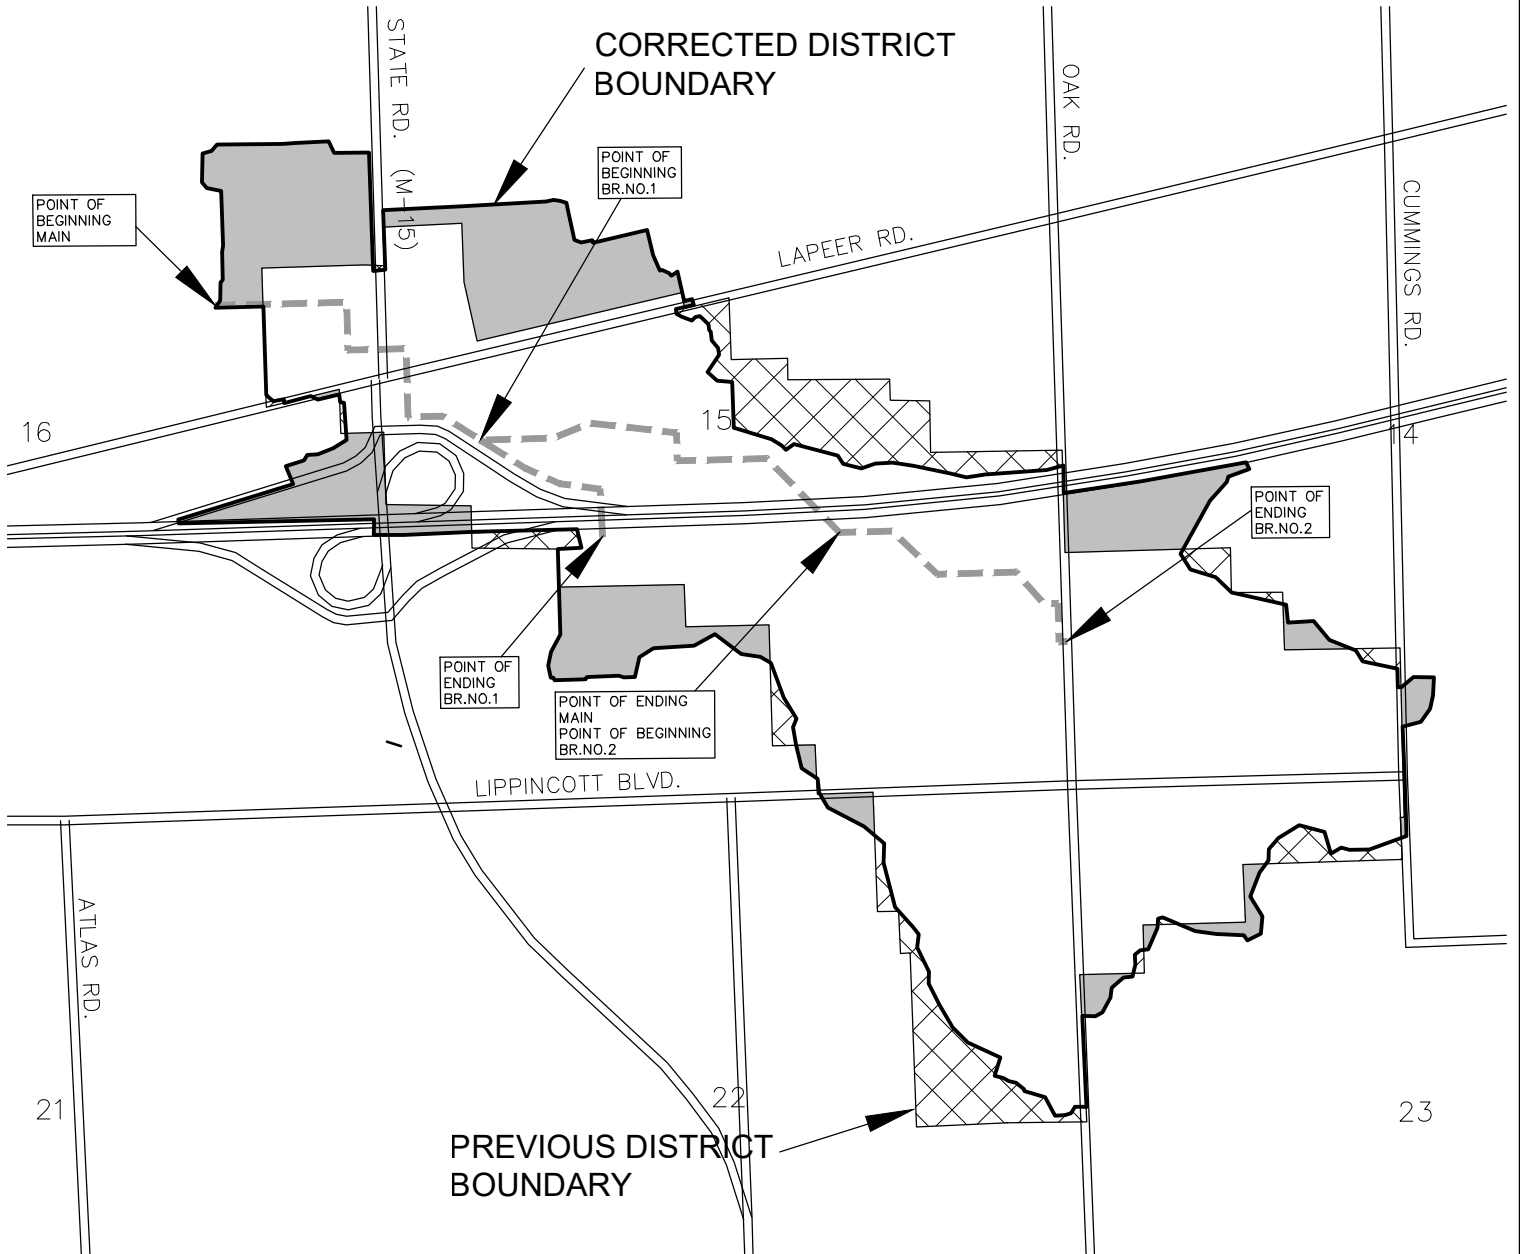 CORRECTED DISTRICT
BOUNDARY
STATE RD. (M-15)
OAK RD.
POINT OF
BEGINNING
BR.NO.1
POINT OF
BEGINNING
MAIN
CUMMINGS RD.
LAPEER RD.
16
15
14
POINT OF
ENDING
BR.NO.2
POINT OF
ENDING
BR.NO.1
POINT OF ENDING
MAIN
POINT OF BEGINNING
BR.NO.2
LIPPINCOTT BLVD.
ATLAS RD.
21
22
23
PREVIOUS DISTRICT
BOUNDARY